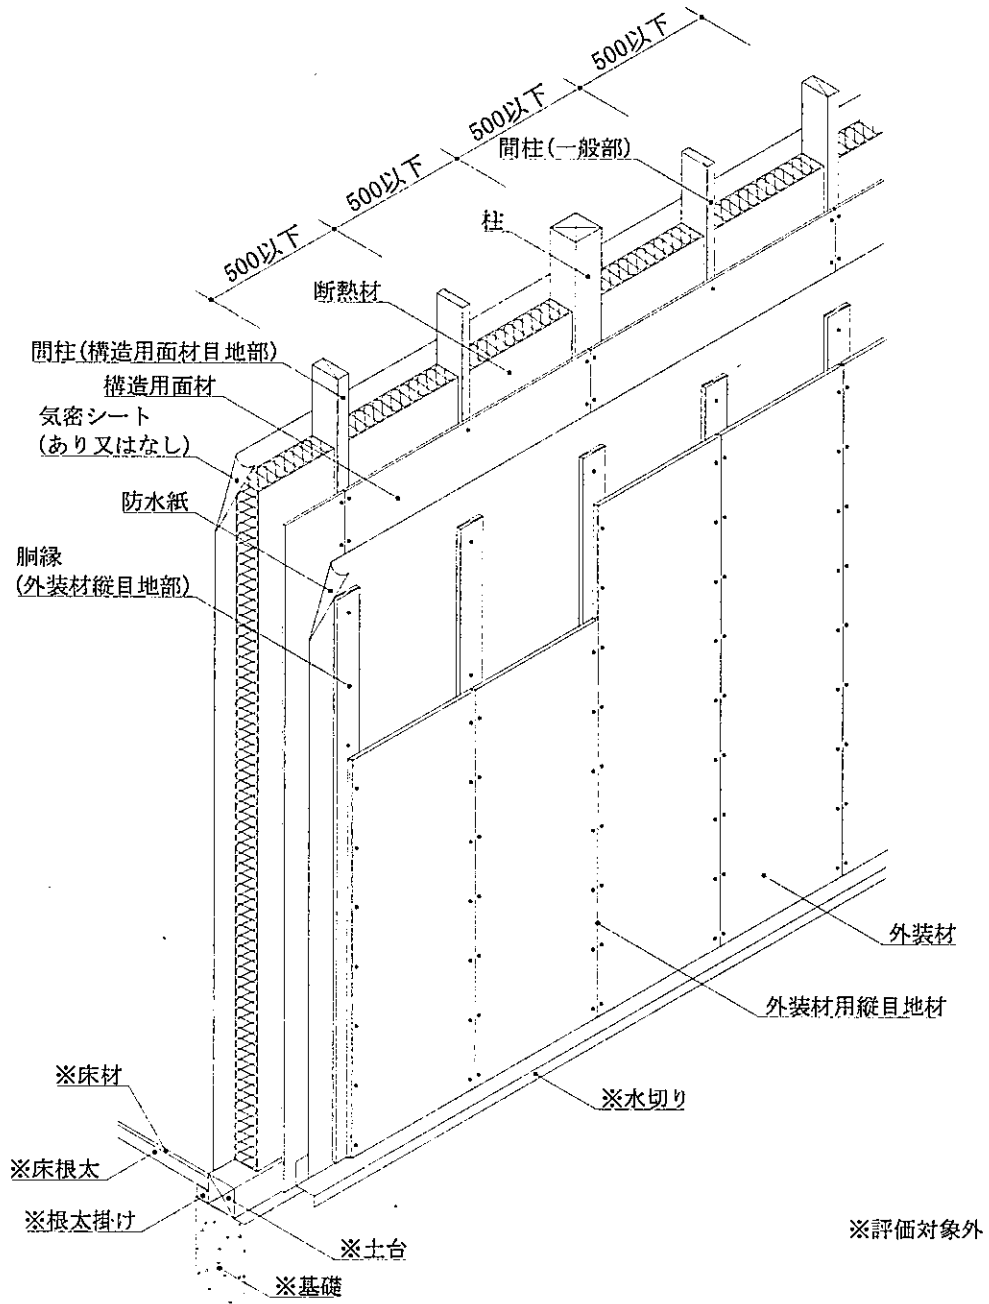 500以下
500以下
500以下
500以下
間柱(一般部)
柱
断熱材
間柱(構造用面材目地部)
構造用面材
気密シート
(あり又はなし)
防水紙
胴縁
(外装材縦目地部)
外装材
外装材用縦目地材
※床材
※水切り
※床根太
※根太掛け
※土台
※基礎
※評価対象外